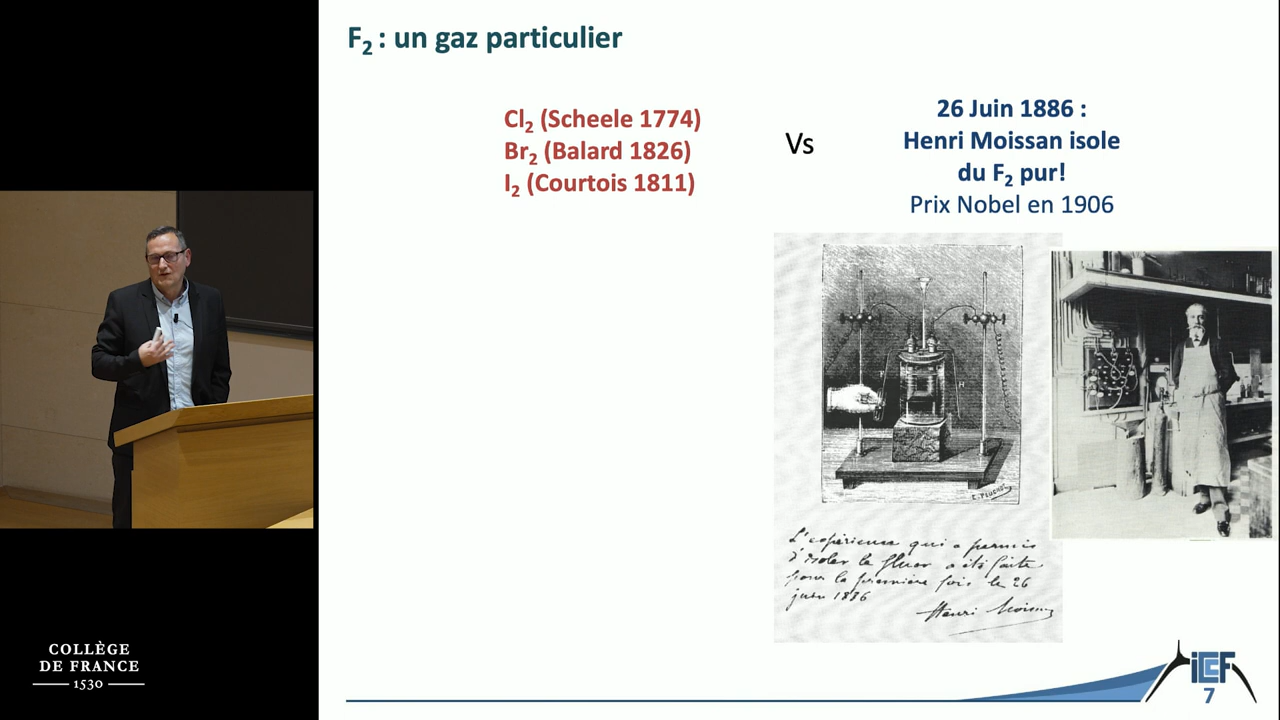 F₂ : un gaz particulier
Cl₂ (Scheele 1774)
Br₂ (Balard 1826)
I₂ (Courtois 1811)
Vs
26 Juin 1886 :
Henri Moissan isole
du F₂ pur!
Prix Nobel en 1906
L'expérience qui a permis
d'isoler le fluor a été faite
pour la première fois le 26
juin 1886
Henri Moissan
COLLÈGE
DE FRANCE
1530
iCCF
7